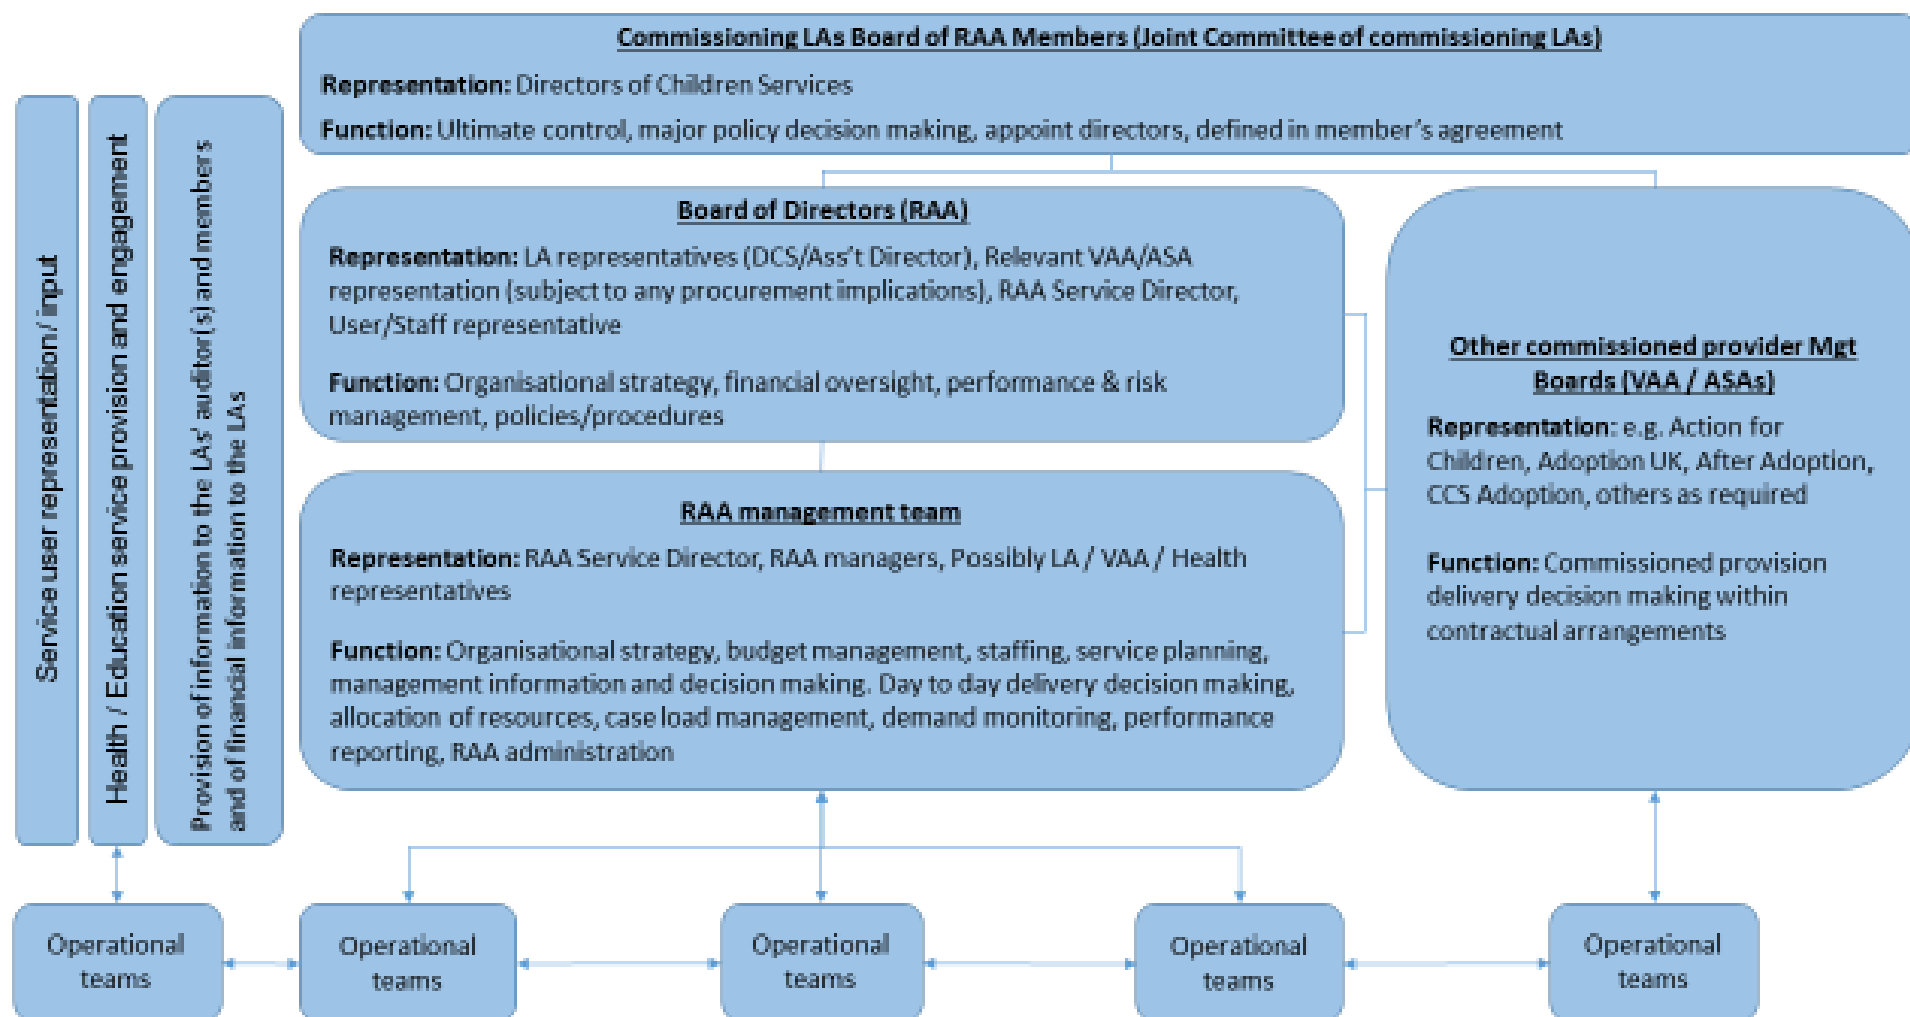 Commissioning LAs Board of RAA Members (Joint Committee of commissioning LAs)
Representation: Directors of Children Services
Function: Ultimate control, major policy decision making, appoint directors, defined in member's agreement
Service user representation/ input
Health / Education service provision and engagement
Provision of information to the LAs' auditor(s) and members
and of financial information to the LAs
Board of Directors (RAA)
Representation: LA representatives (DCS/Ass't Director), Relevant VAA/ASA
representation (subject to any procurement implications), RAA Service Director,
User/Staff representative
Function: Organisational strategy, financial oversight, performance & risk
management, policies/procedures
RAA management team
Representation: RAA Service Director, RAA managers, Possibly LA / VAA / Health
representatives
Function: Organisational strategy, budget management, staffing, service planning,
management information and decision making. Day to day delivery decision making,
allocation of resources, case load management, demand monitoring, performance
reporting, RAA administration
Other commissioned provider Mgt
Boards (VAA / ASAs)
Representation: e.g. Action for
Children, Adoption UK, After Adoption,
CCS Adoption, others as required
Function: Commissioned provision
delivery decision making within
contractual arrangements
Operational
teams
Operational
teams
Operational
teams
Operational
teams
Operational
teams